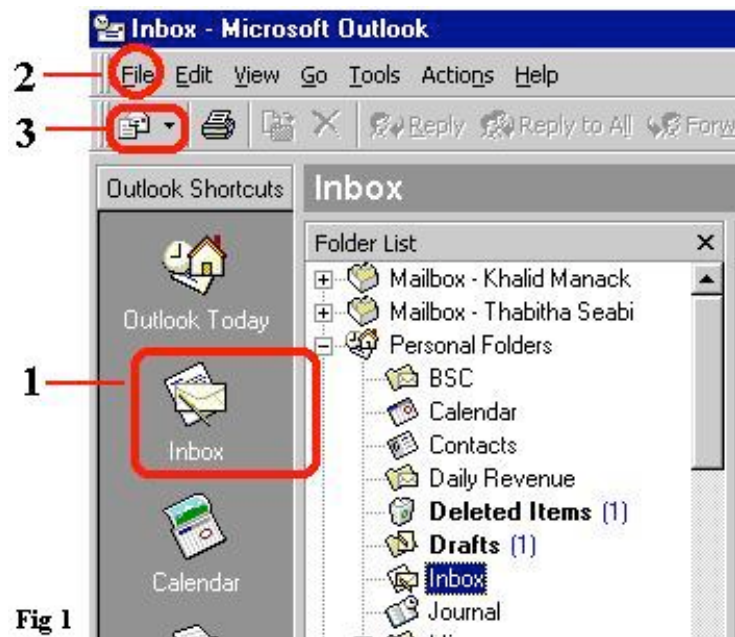 Inbox - Microsoft Outlook
2
File Edit View Go Tools Actions Help
3
Reply Reply to All Forw
Outlook Shortcuts
Inbox
Folder List
Mailbox - Khalid Manack
Mailbox - Thabitha Seabi
Outlook Today
Personal Folders
BSC
1
Calendar
Contacts
Inbox
Daily Revenue
Deleted Items (1)
Drafts (1)
Inbox
Calendar
Journal
Fig 1